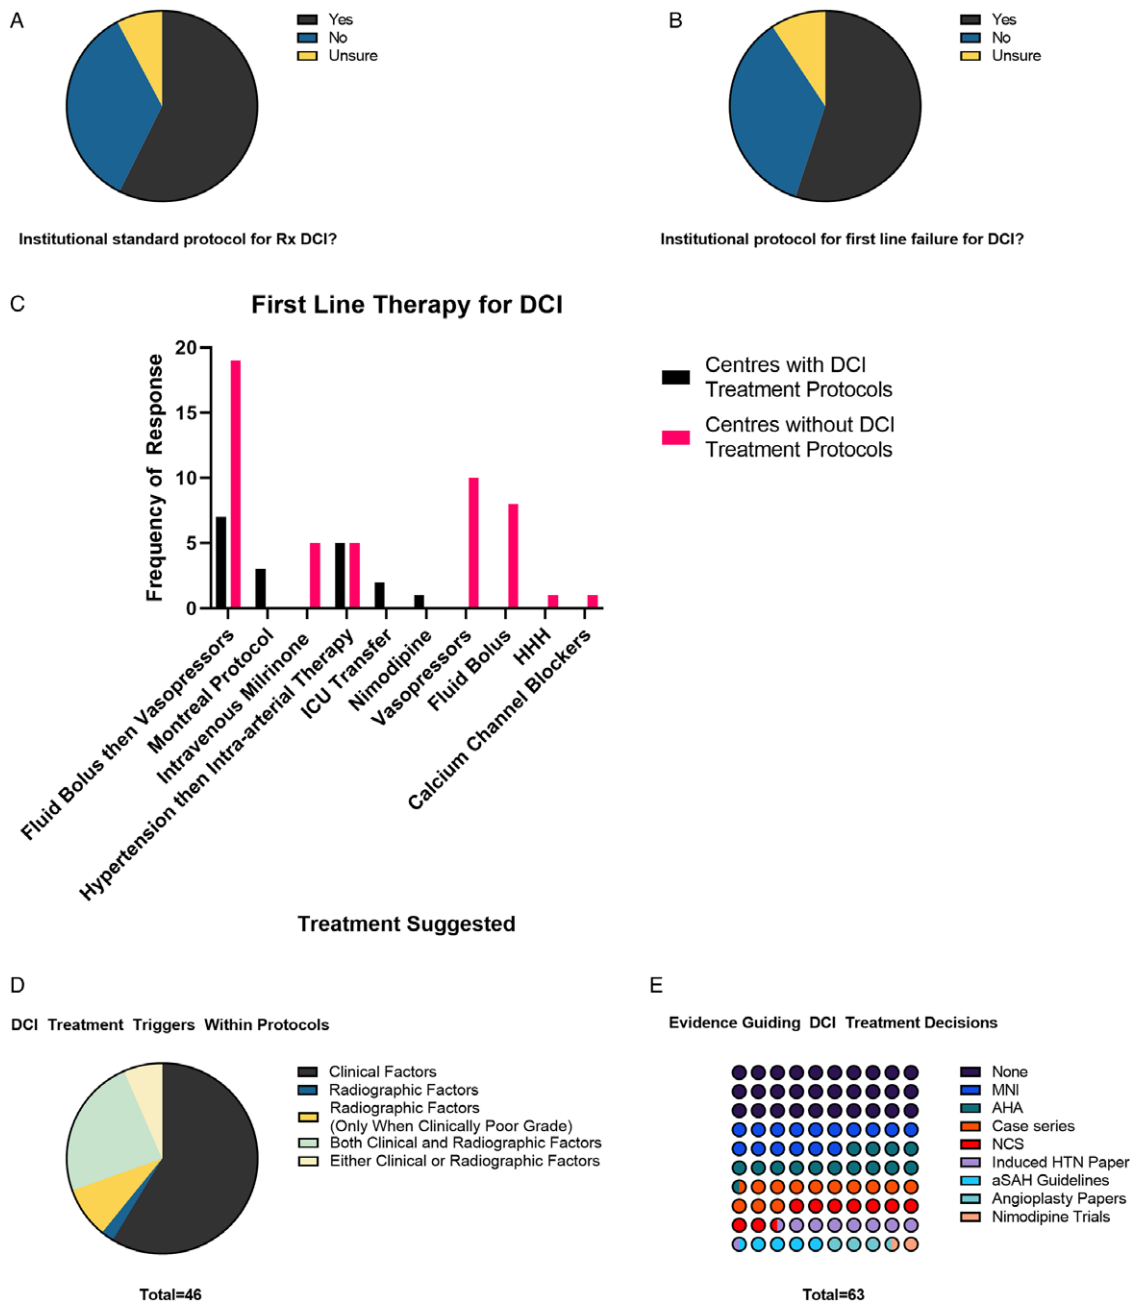 A
Yes
No
Unsure
Institutional standard protocol for Rx DCI?
B
Yes
No
Unsure
Institutional protocol for first line failure for DCI?
C
First Line Therapy for DCI
Frequency of Response
20
15
10
5
0
Fluid Bolus then Vasopressors
Montreal Protocol
Intravenous Milrinone
Hypertension then Intra-arterial Therapy
ICU Transfer
Nimodipine
Vasopressors
Fluid Bolus
HHH
Calcium Channel Blockers
Treatment Suggested
Centres with DCI
Treatment Protocols
Centres without DCI
Treatment Protocols
D
DCI Treatment Triggers Within Protocols
Clinical Factors
Radiographic Factors
Radiographic Factors
(Only When Clinically Poor Grade)
Both Clinical and Radiographic Factors
Either Clinical or Radiographic Factors
Total=46
E
Evidence Guiding DCI Treatment Decisions
None
MNI
AHA
Case series
NCS
Induced HTN Paper
aSAH Guidelines
Angioplasty Papers
Nimodipine Trials
Total=63